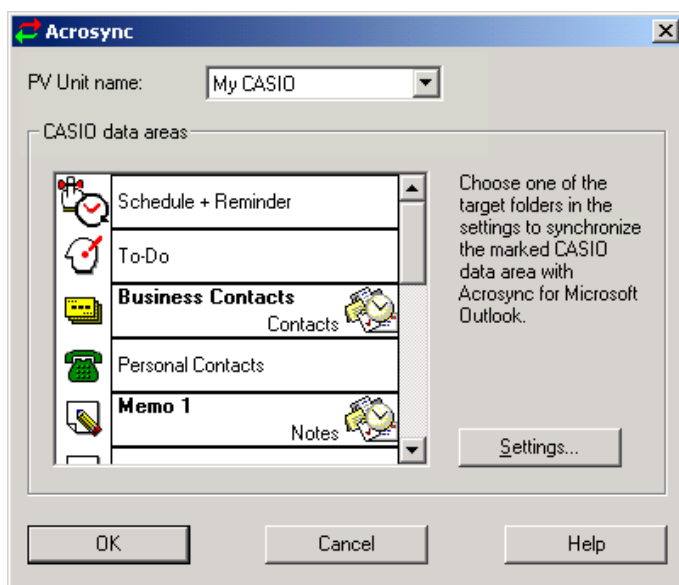 Acrosync
PV Unit name:
My CASIO
CASIO data areas
Schedule + Reminder
To-Do
Business Contacts
Contacts
Personal Contacts
Memo 1
Notes
Choose one of the
target folders in the
settings to synchronize
the marked CASIO
data area with
Acrosync for Microsoft
Outlook.
Settings...
OK
Cancel
Help